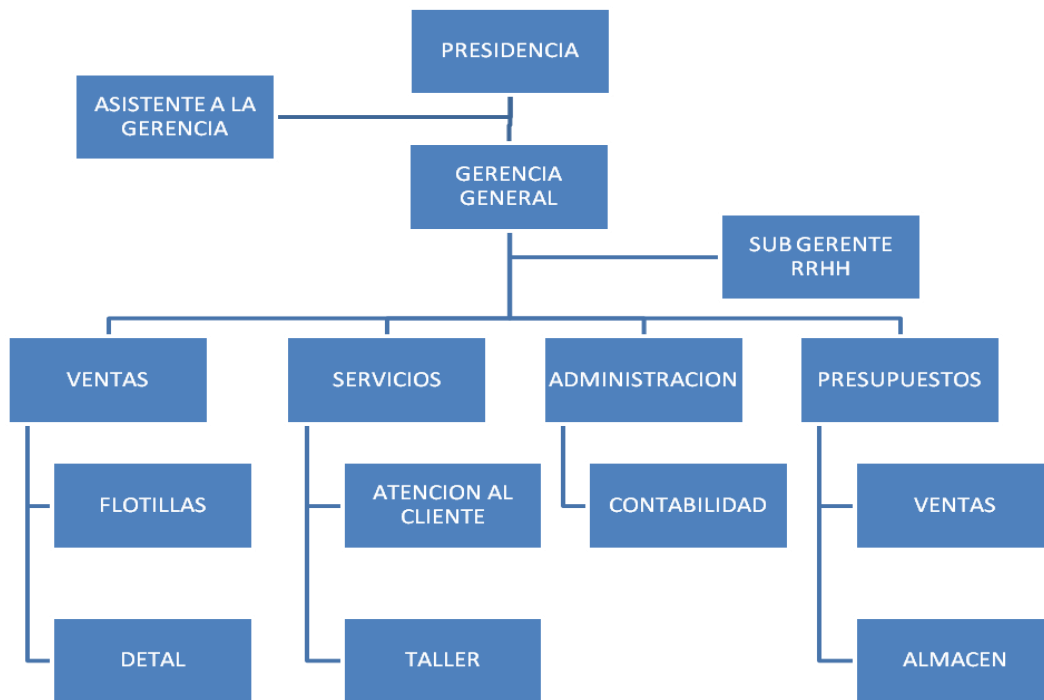 PRESIDENCIA
ASISTENTE A LA
GERENCIA
GERENCIA
GENERAL
SUB GERENTE
RRHH
VENTAS
SERVICIOS
ADMINISTRACION
PRESUPUESTOS
FLOTILLAS
ATENCION AL
CLIENTE
CONTABILIDAD
VENTAS
DETAL
TALLER
ALMACEN